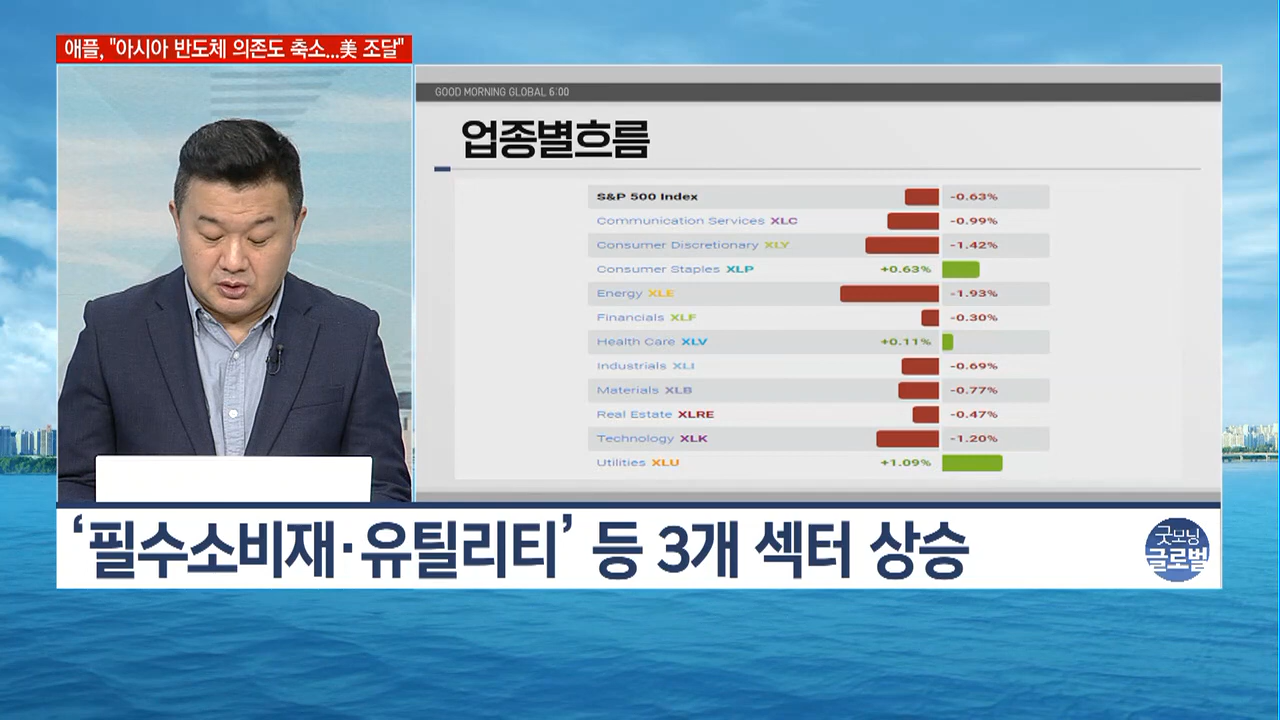 애플, "아시아 반도체 의존도 축소...美 조달"
GOOD MORNING GLOBAL 6:00
업종별흐름
S&P 500 Index -0.63%
Communication Services XLC -0.99%
Consumer Discretionary XLY -1.42%
Consumer Staples XLP +0.63%
Energy XLE -1.93%
Financials XLF -0.30%
Health Care XLV +0.11%
Industrials XLI -0.69%
Materials XLB -0.77%
Real Estate XLRE -0.47%
Technology XLK -1.20%
Utilities XLU +1.09%
‘필수소비재·유틸리티’ 등 3개 섹터 상승
굿모닝
글로벌